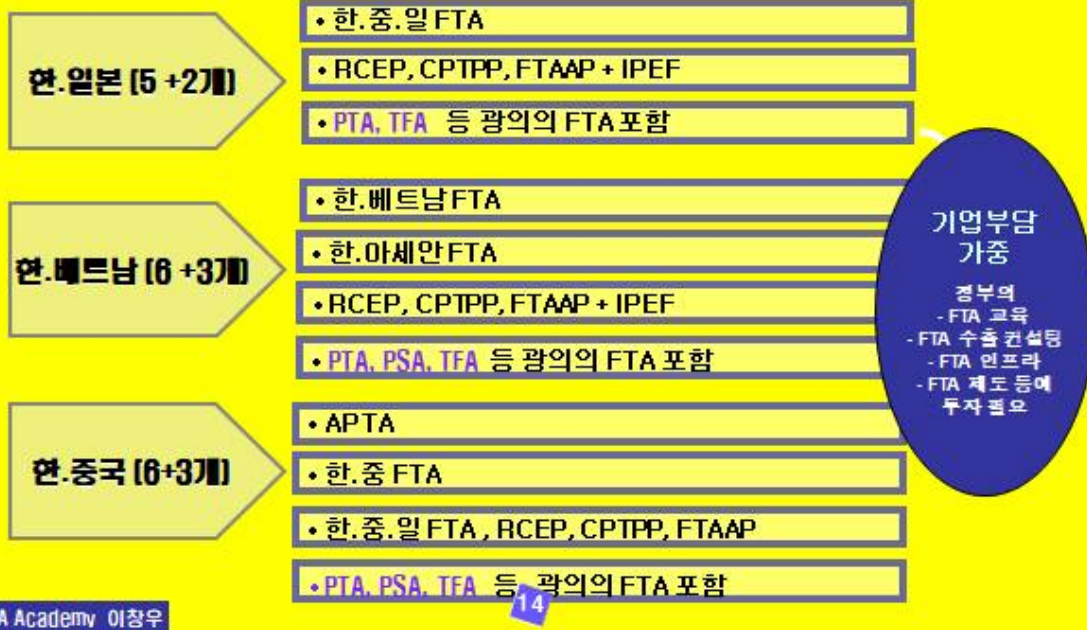 한.일본 (5 +2개)
• 한.중.일 FTA
• RCEP, CPTPP, FTAAP + IPEF
• PTA, TFA 등 광의의 FTA 포함
한.베트남 (6 +3개)
• 한.베트남 FTA
• 한.아세안 FTA
• RCEP, CPTPP, FTAAP + IPEF
• PTA, PSA, TFA 등 광의의 FTA 포함
한.중국 (6+3개)
• APTA
• 한.중 FTA
• 한.중.일 FTA , RCEP, CPTPP, FTAAP
• PTA, PSA, TFA 등 광의의 FTA 포함
기업부담
가중
정부의
- FTA 교육
- FTA 수출 컨설팅
- FTA 인프라
- FTA 제도 등에
투자 필요
14
A Academy 이창우